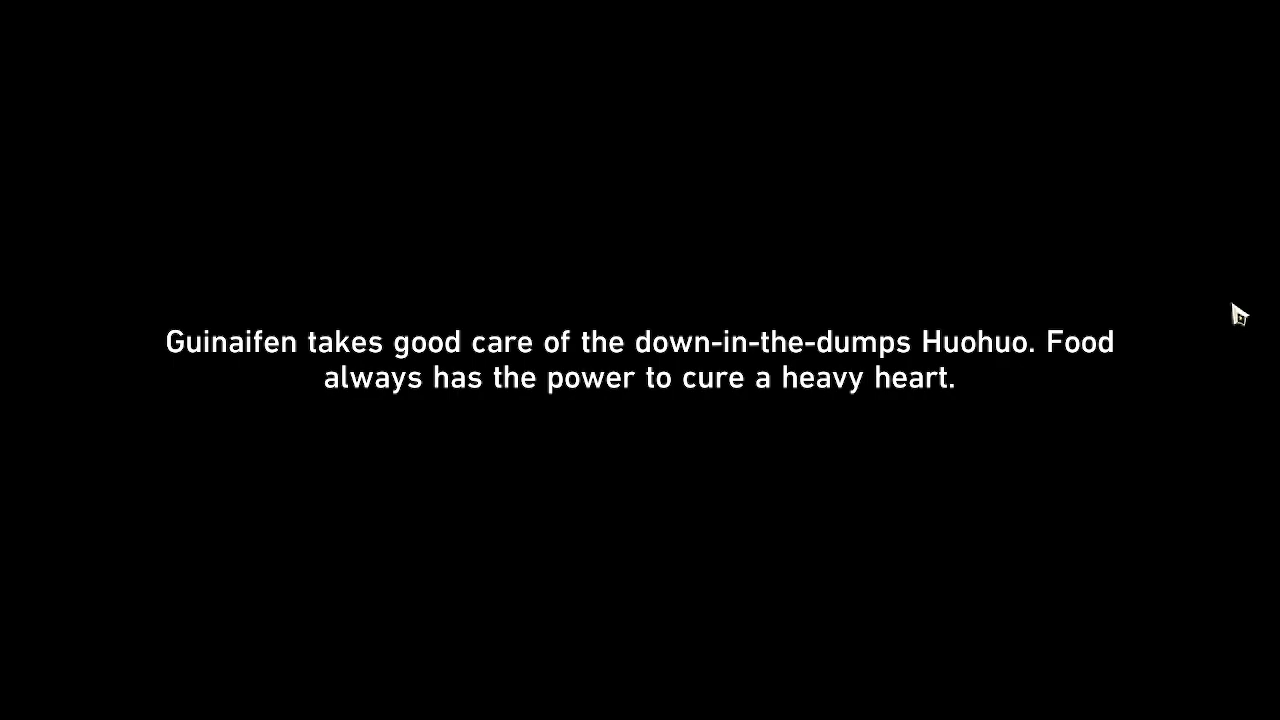 Guinaifen takes good care of the down-in-the-dumps Huohuo. Food
always has the power to cure a heavy heart.